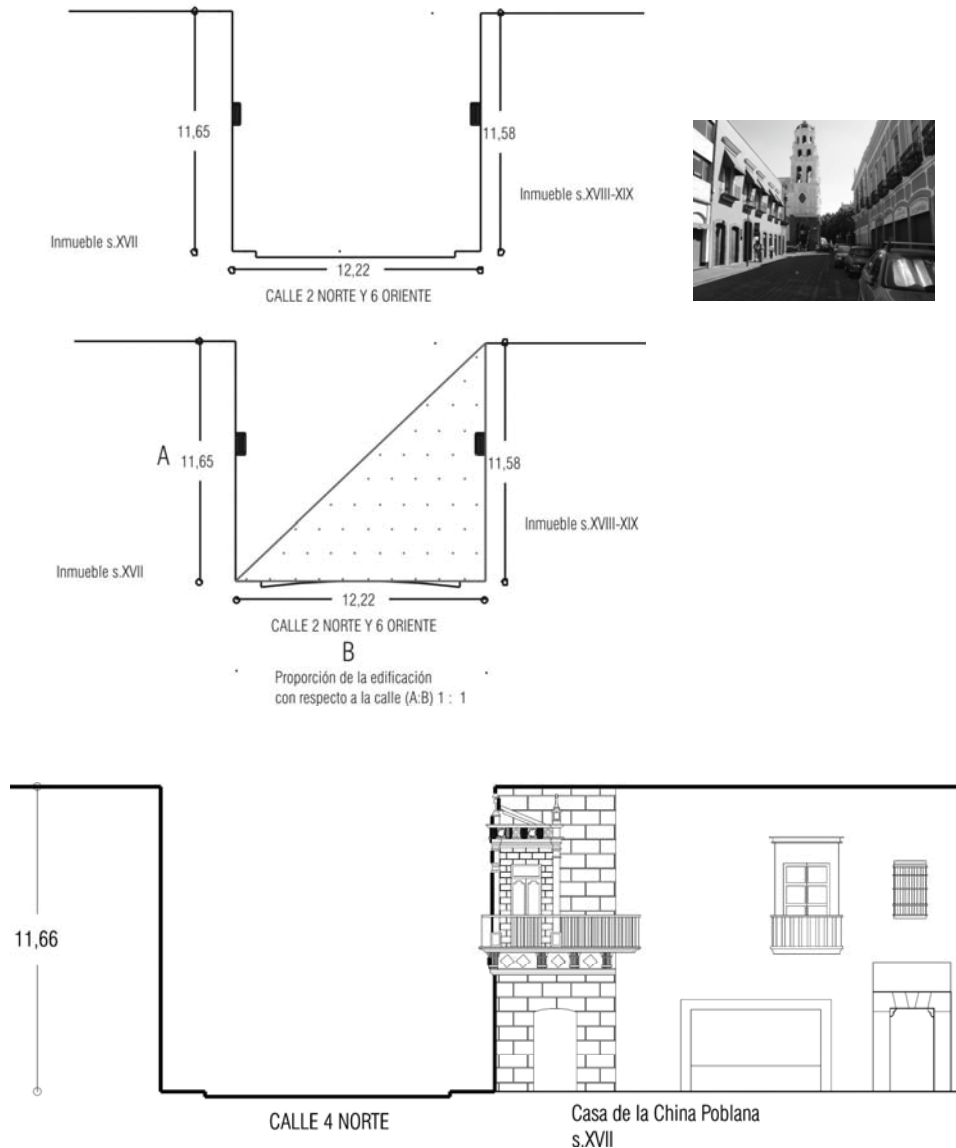 11,65
11,58
Inmueble s.XVIII-XIX
Inmueble s.XVII
12,22
CALLE 2 NORTE Y 6 ORIENTE
A 11,65
11,58
Inmueble s.XVIII-XIX
Inmueble s.XVII
12,22
CALLE 2 NORTE Y 6 ORIENTE
B
Proporción de la edificación
con respecto a la calle (A:B) 1 : 1
11,66
CALLE 4 NORTE
Casa de la China Poblana
s.XVII